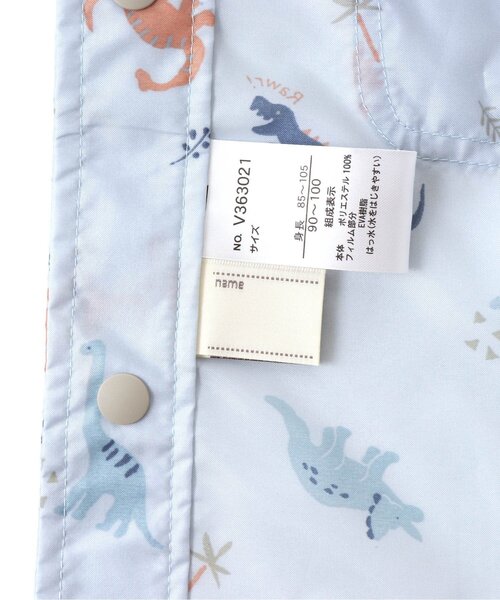 Rawr!
NO. V363021
サイズ
身長 85～105
90～100
組成表示
本体 ポリエステル 100%
フィルム部分
EVA樹脂
はっ水（水をはじきやすい）
name